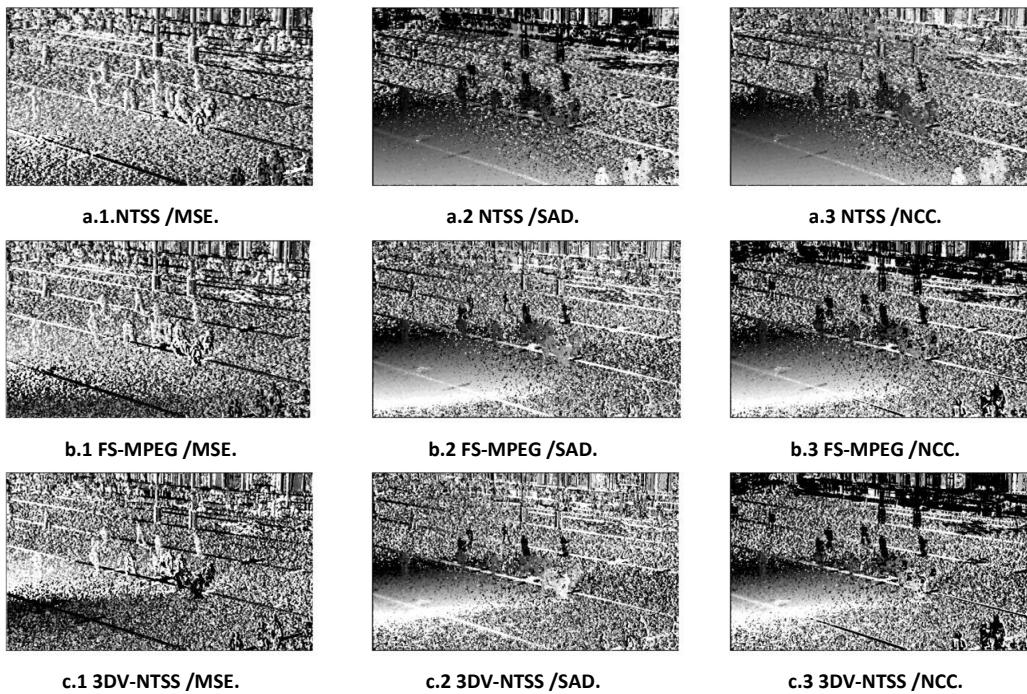 a.1.NTSS /MSE.
a.2 NTSS /SAD.
a.3 NTSS /NCC.
b.1 FS-MPEG /MSE.
b.2 FS-MPEG /SAD.
b.3 FS-MPEG /NCC.
c.1 3DV-NTSS /MSE.
c.2 3DV-NTSS /SAD.
c.3 3DV-NTSS /NCC.